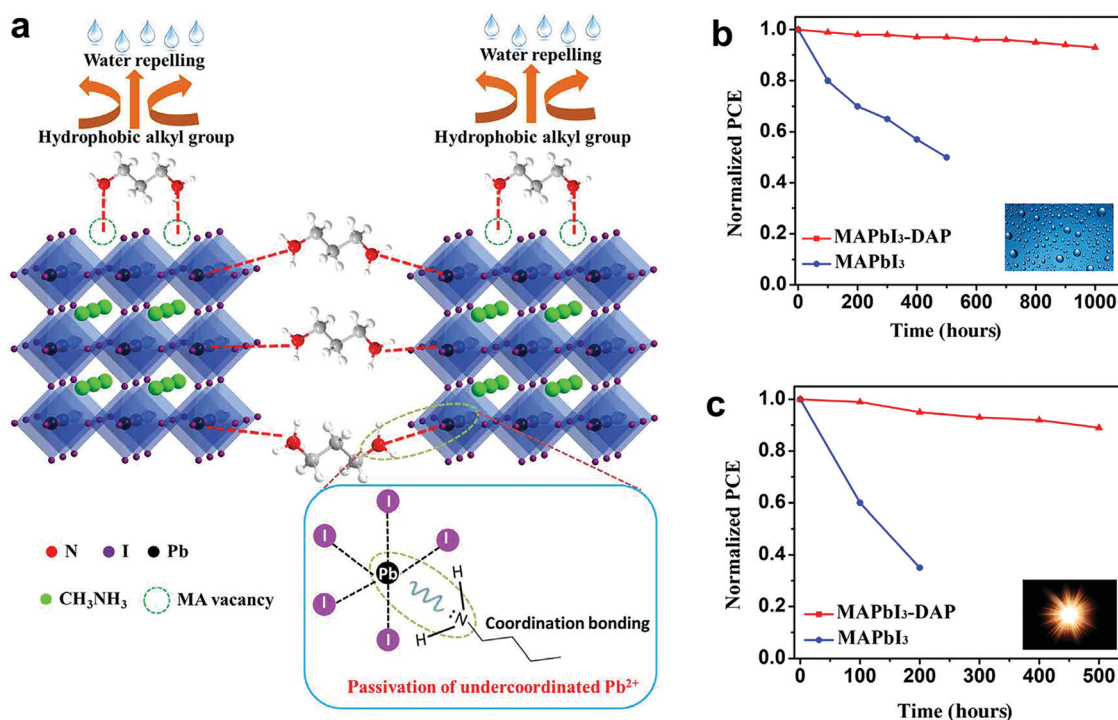 a
Water repelling
Hydrophobic alkyl group
Water repelling
Hydrophobic alkyl group
N
I
Pb
CH₃NH₃
MA vacancy
I
I
I
I
I
Pb
H
N
H
Coordination bonding
Passivation of undercoordinated Pb²⁺
b
Normalized PCE
1.0
0.8
0.6
0.4
0.2
0.0
MAPbI₃-DAP
MAPbI₃
0 200 400 600 800 1000
Time (hours)
c
Normalized PCE
1.0
0.8
0.6
0.4
0.2
0.0
MAPbI₃-DAP
MAPbI₃
0 100 200 300 400 500
Time (hours)